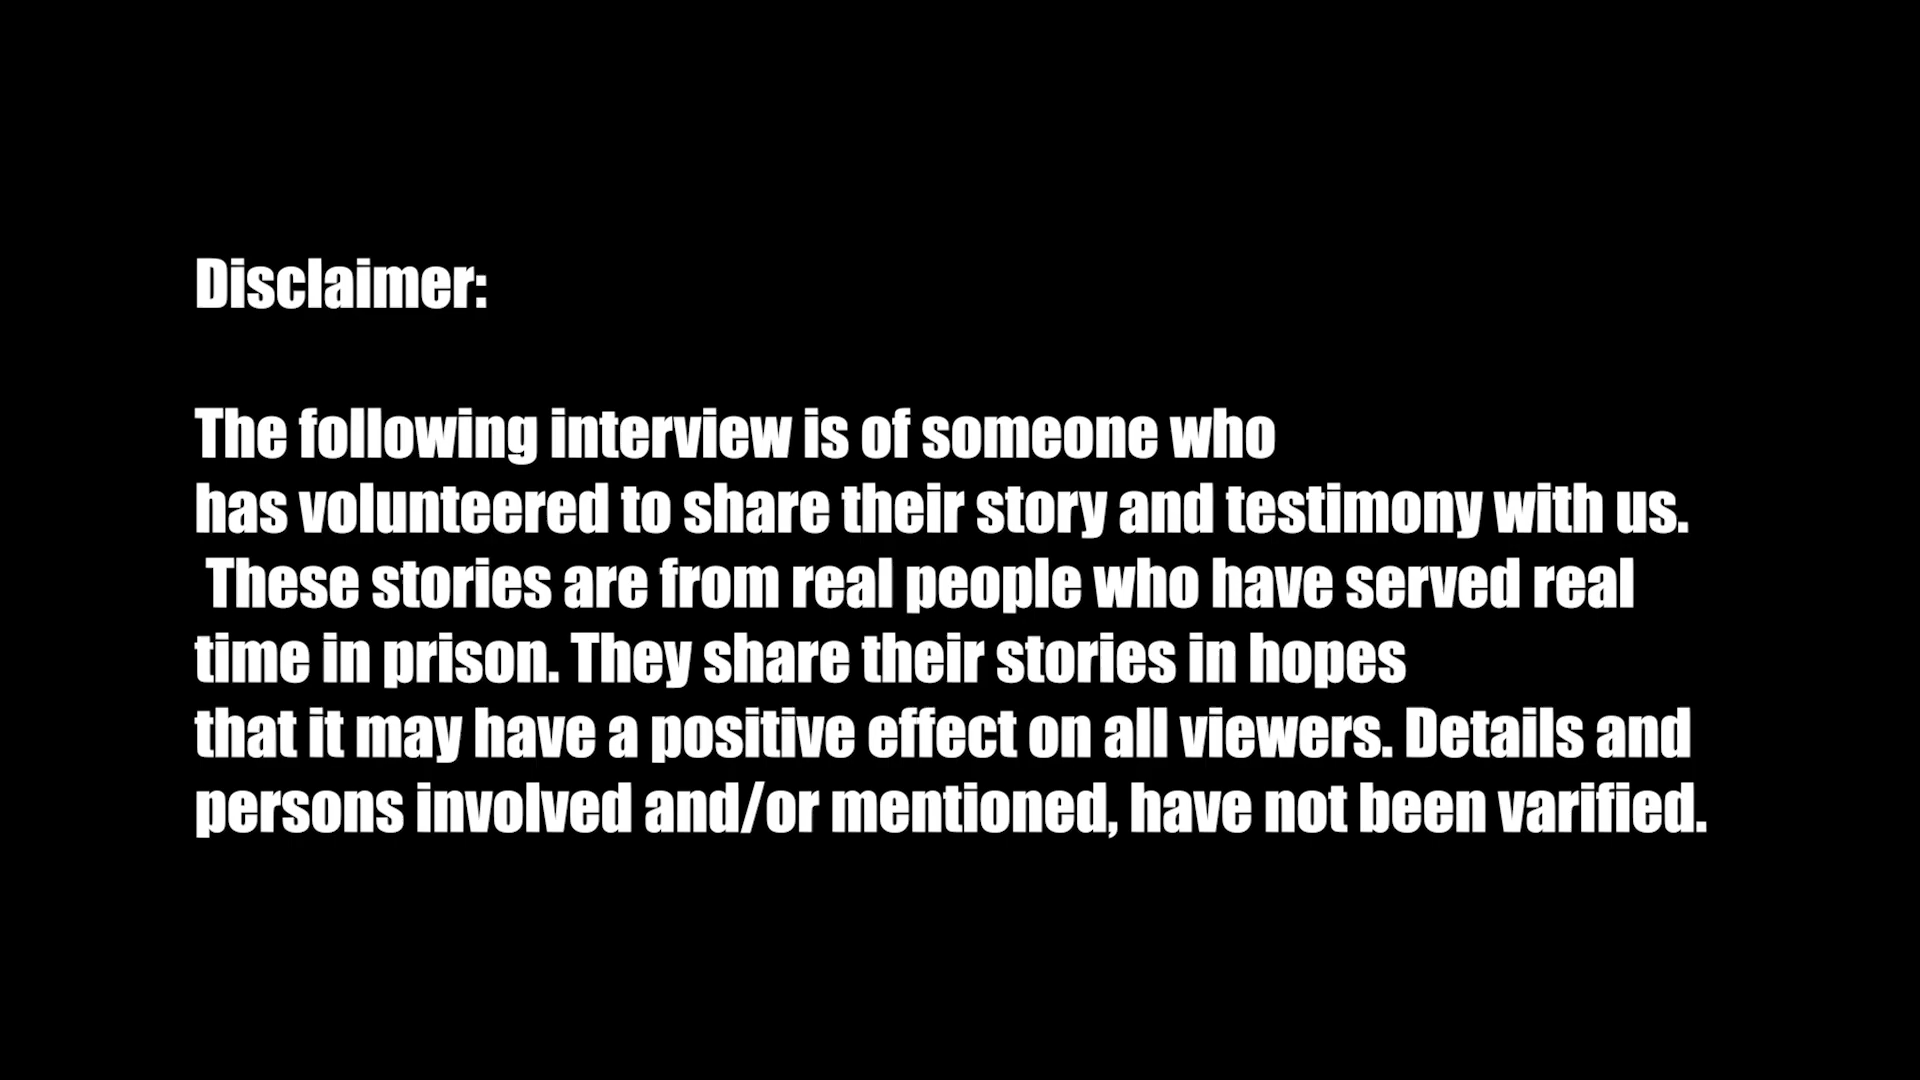 Disclaimer:
The following interview is of someone who
has volunteered to share their story and testimony with us.
These stories are from real people who have served real
time in prison. They share their stories in hopes
that it may have a positive effect on all viewers. Details and
persons involved and/or mentioned, have not been varified.